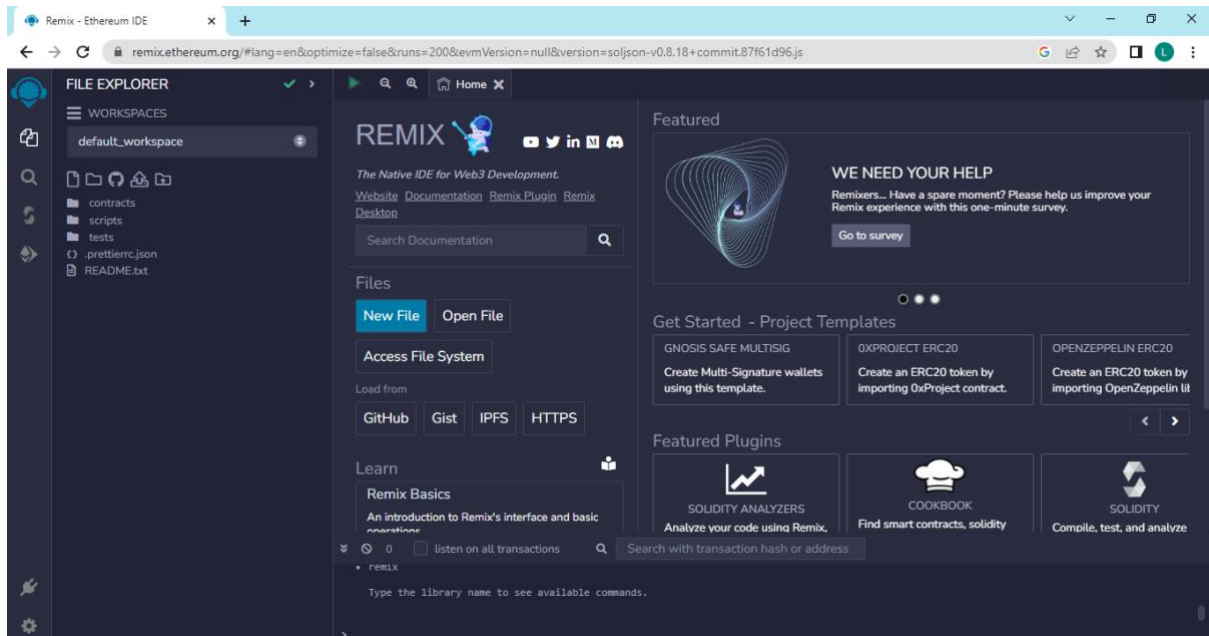 Remix - Ethereum IDE
remix.ethereum.org/#lang=en&optimize=false&runs=200&evmVersion=null&version=soljson-v0.8.18+commit.87f61d96.js
G
L
FILE EXPLORER
WORKSPACES
default_workspace
contracts
scripts
tests
{} .prettierrc.json
README.txt
Home
REMIX
in M
The Native IDE for Web3 Development.
Website Documentation Remix Plugin Remix
Desktop
Search Documentation
Files
New File Open File
Access File System
Load from
GitHub Gist IPFS HTTPS
Learn
Remix Basics
An introduction to Remix's interface and basic
operations
Featured
WE NEED YOUR HELP
Remixers... Have a spare moment? Please help us improve your
Remix experience with this one-minute
survey.
Go to survey
Get Started - Project Templates
GNOSIS SAFE MULTISIG
Create Multi-Signature wallets
using this template.
0XPROJECT ERC20
Create an ERC20 token by
importing 0xProject contract.
OPENZEPPELIN ERC20
Create an ERC20 token by
importing OpenZeppelin lib
Featured Plugins
SOLIDITY ANALYZERS
Analyze your code using Remix,
COOKBOOK
Find smart contracts, solidity
SOLIDITY
Compile, test, and analyze
0 listen on all transactions Search with transaction hash or address
• remix
Type the library name to see available commands.
>